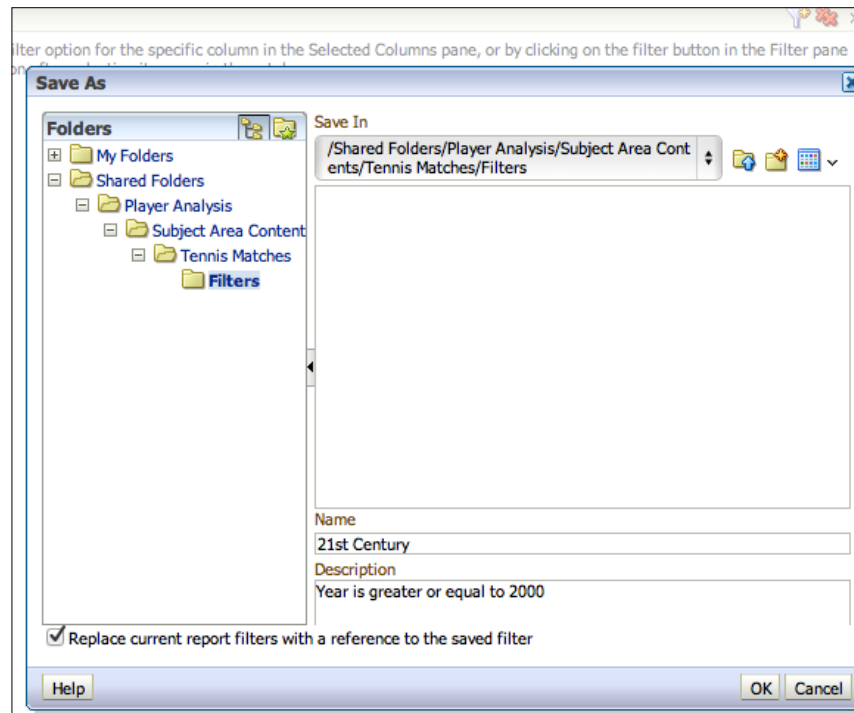 ilter option for the specific column in the Selected Columns pane, or by clicking on the filter button in the Filter pane
Save As
Folders
My Folders
Shared Folders
Player Analysis
Subject Area Content
Tennis Matches
Filters
Save In
/Shared Folders/Player Analysis/Subject Area Cont
ents/Tennis Matches/Filters
Name
21st Century
Description
Year is greater or equal to 2000
Replace current report filters with a reference to the saved filter
Help
OK
Cancel